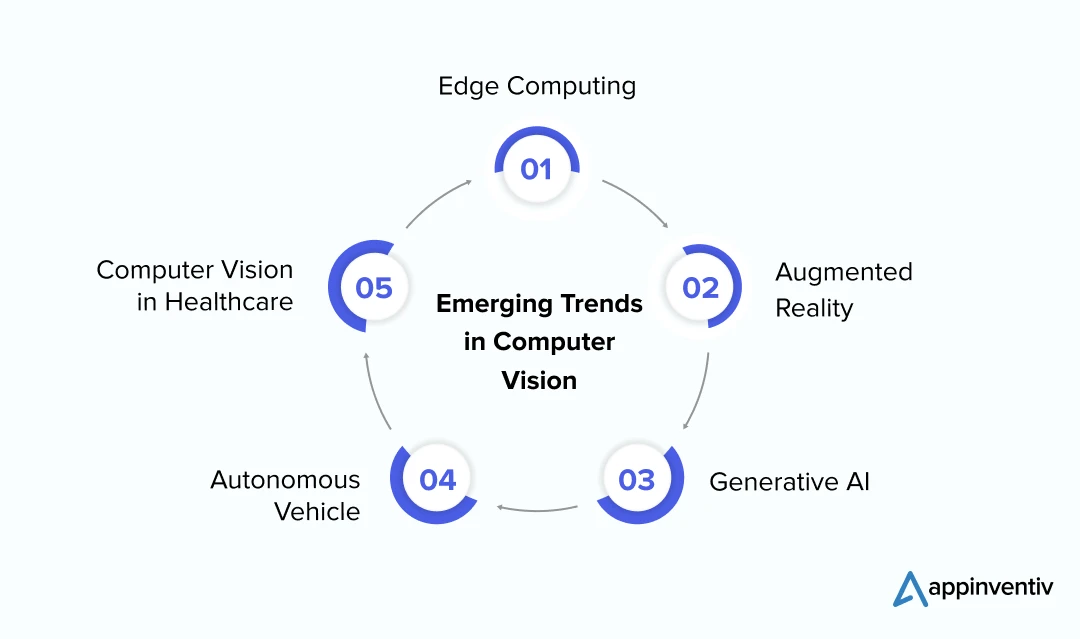 Edge Computing
01
02
Augmented
Reality
03
Generative AI
04
Autonomous
Vehicle
05
Computer Vision
in Healthcare
Emerging Trends
in Computer
Vision
appinventiv